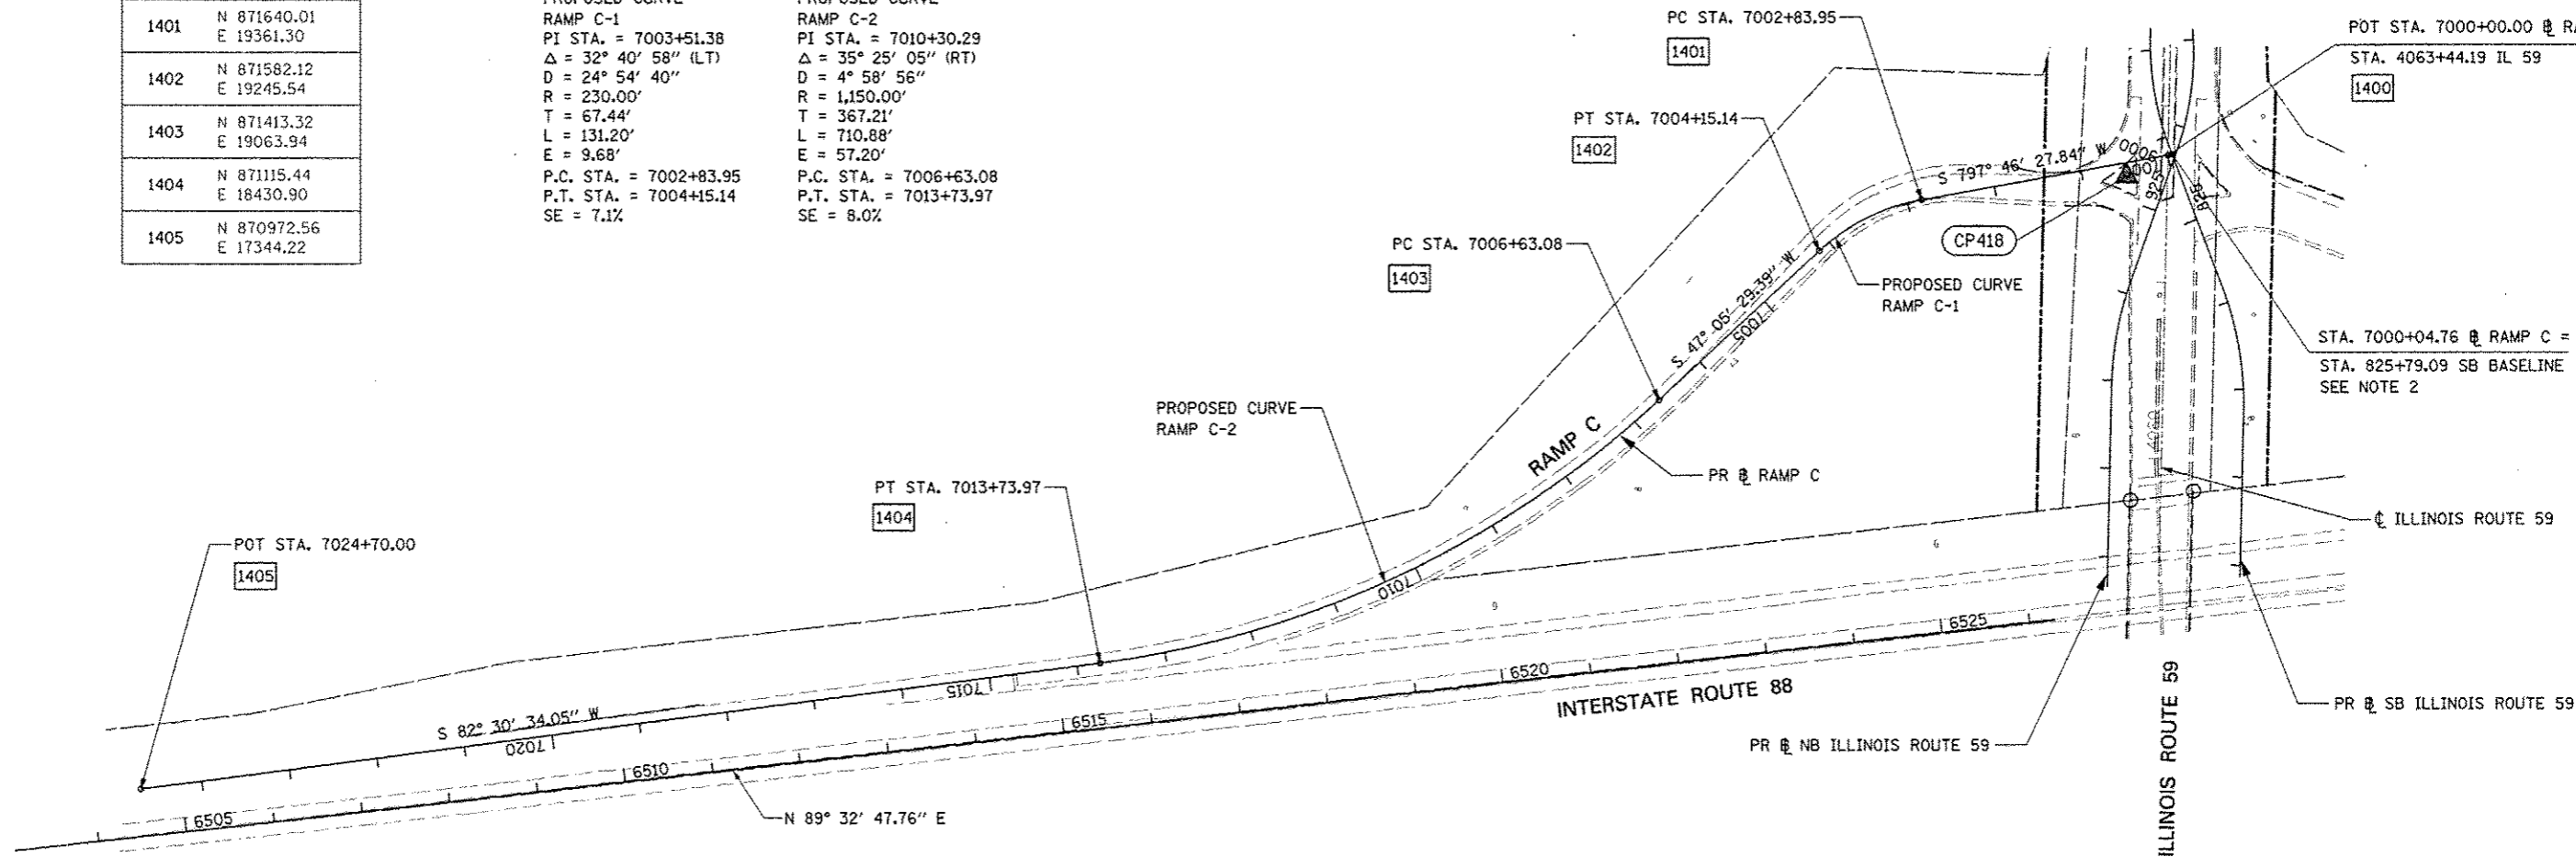 1401
N 871640.01
E 19361.30
1402
N 871582.12
E 19245.54
1403
N 871413.32
E 19063.94
1404
N 871115.44
E 18430.90
1405
N 870972.56
E 17344.22
PROPOSED CURVE
RAMP C-1
PI STA. = 7003+51.38
Δ = 32° 40' 58" (LT)
D = 24° 54' 40"
R = 230.00'
T = 67.44'
L = 131.20'
E = 9.68'
P.C. STA. = 7002+83.95
P.T. STA. = 7004+15.14
SE = 7.1%
PROPOSED CURVE
RAMP C-2
PI STA. = 7010+30.29
Δ = 35° 25' 05" (RT)
D = 4° 58' 56"
R = 1,150.00'
T = 367.21'
L = 710.88'
E = 57.20'
P.C. STA. = 7006+63.08
P.T. STA. = 7013+73.97
SE = 8.0%
PC STA. 7002+83.95
1401
POT STA. 7000+00.00 ℄ RA
STA. 4063+44.19 IL 59
1400
PT STA. 7004+15.14
1402
S 797° 46' 27.84" W
925
825
CP418
PC STA. 7006+63.08
1403
PROPOSED CURVE
RAMP C-1
S 47° 05' 29.39" W
7005
STA. 7000+04.76 ℄ RAMP C =
STA. 825+79.09 SB BASELINE
SEE NOTE 2
PROPOSED CURVE
RAMP C-2
RAMP C
PR ℄ RAMP C
4060
PT STA. 7013+73.97
1404
℄ ILLINOIS ROUTE 59
POT STA. 7024+70.00
1405
7010
6525
6520
INTERSTATE ROUTE 88
7015
6515
S 82° 30' 34.05" W
7020
6510
6505
N 89° 32' 47.76" E
PR ℄ NB ILLINOIS ROUTE 59
PR ℄ SB ILLINOIS ROUTE 59
ILLINOIS ROUTE 59